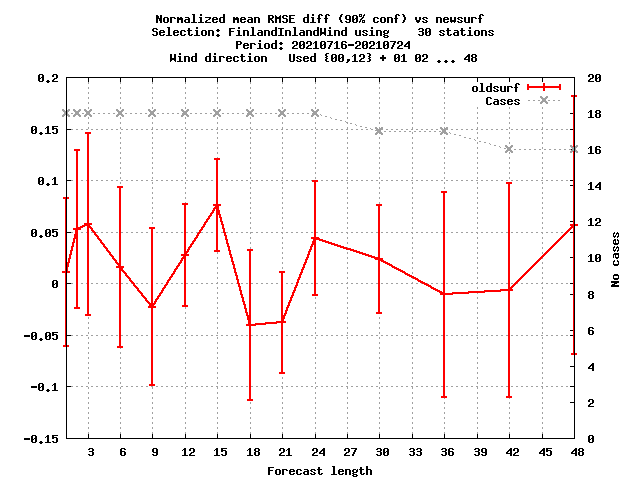 Normalized mean RMSE diff (90% conf) vs newsurf
Selection: FinlandInlandWind using    30 stations
Period: 20210716-20210724
Wind direction   Used {00,12} + 01 02 ... 48
oldsurf
Cases
0.2
0.15
0.1
0.05
0
-0.05
-0.1
-0.15
20
18
16
14
12
10
8
6
4
2
0
No cases
3 6 9 12 15 18 21 24 27 30 33 36 39 42 45 48
Forecast length